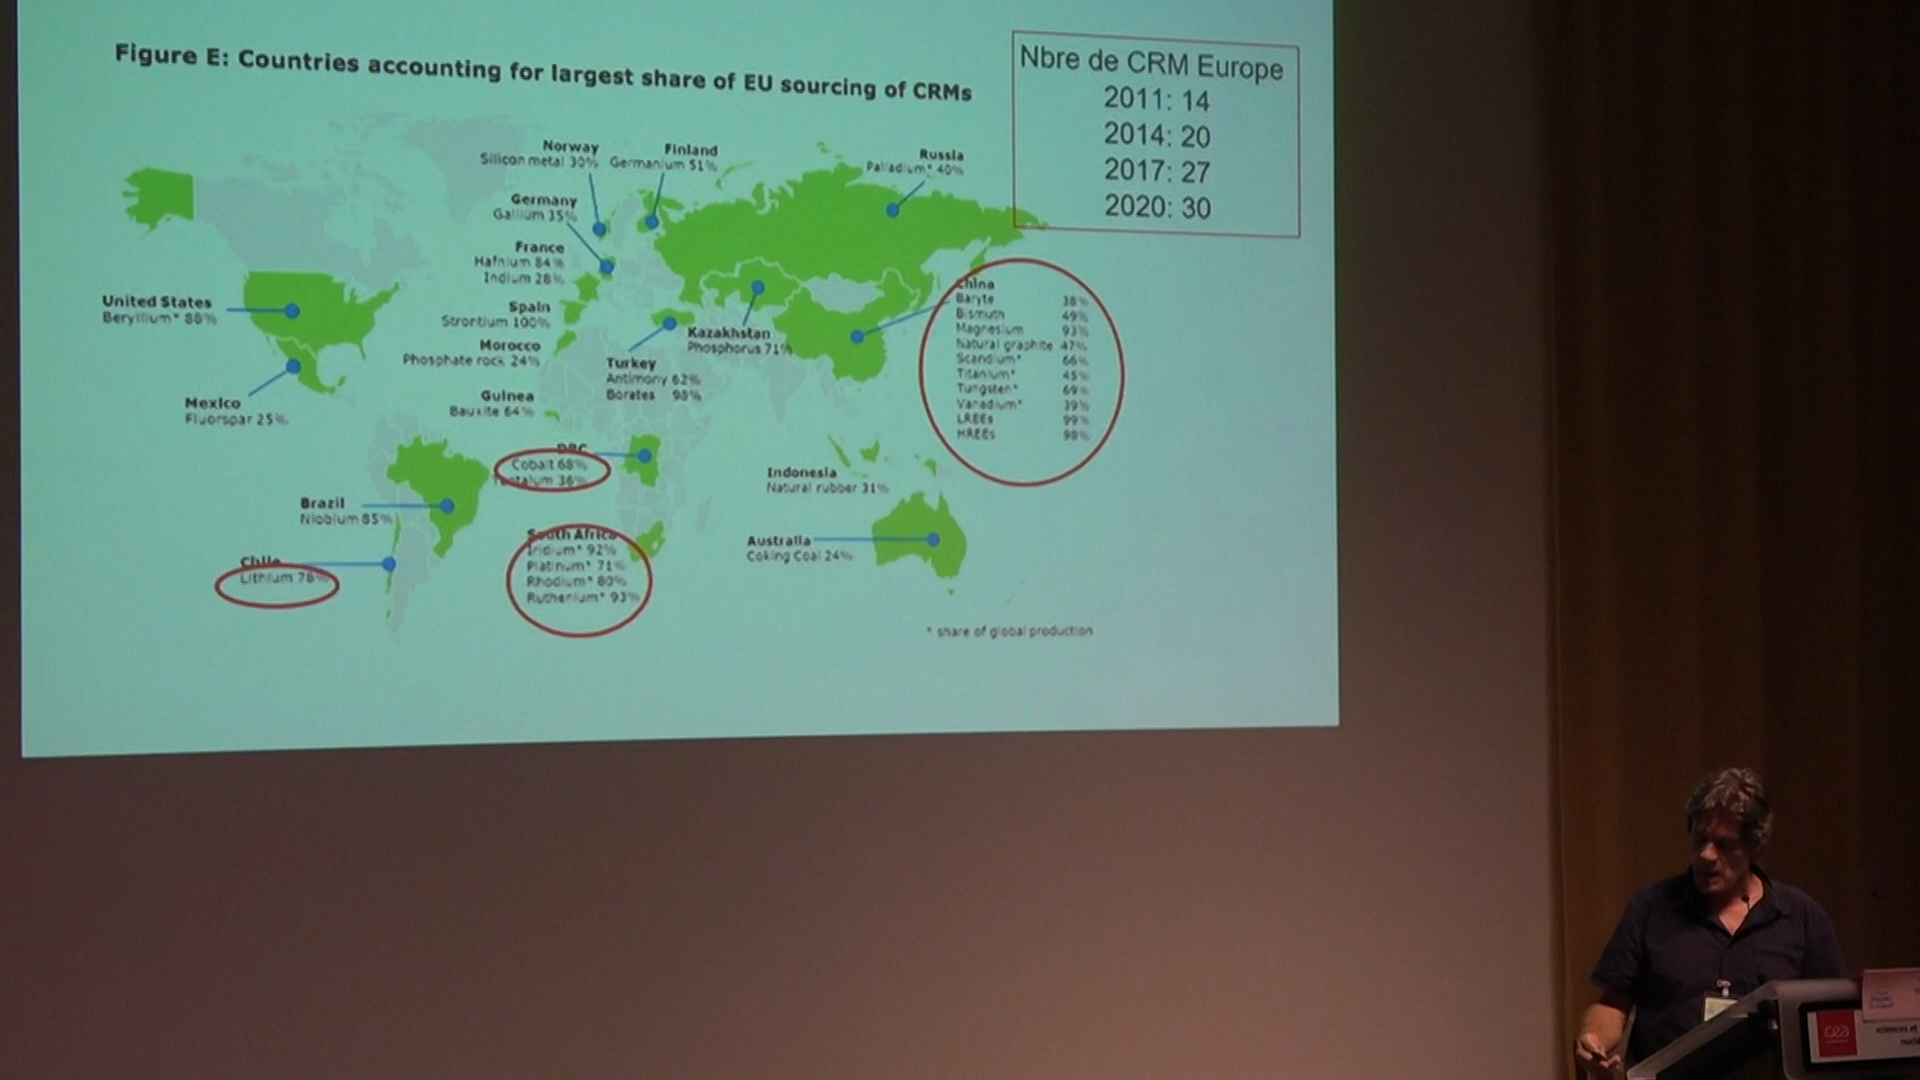 Figure E: Countries accounting for largest share of EU sourcing of CRMs
Nbre de CRM Europe
2011: 14
2014: 20
2017: 27
2020: 30
Norway
Silicon metal 30%
Finland
Germanium 51%
Russia
Palladium* 40%
Germany
Gallium 35%
France
Hafnium 84%
Indium 28%
United States
Beryllium* 88%
Spain
Strontium 100%
Morocco
Phosphate rock 24%
Kazakhstan
Phosphorus 71%
Turkey
Antimony 62%
Borates 98%
China
Baryte 38%
Bismuth 49%
Magnesium 93%
Natural graphite 47%
Scandium* 66%
Titanium* 45%
Tungsten* 69%
Vanadium* 39%
LREEs 99%
HREEs 98%
Mexico
Fluorspar 25%
Guinea
Bauxite 64%
DRC
Cobalt 68%
Tantalum 36%
Indonesia
Natural rubber 31%
Brazil
Niobium 85%
Chile
Lithium 78%
South Africa
Iridium* 92%
Platinum* 71%
Rhodium* 80%
Ruthenium* 93%
Australia
Coking Coal 24%
* share of global production
cea
sciences et